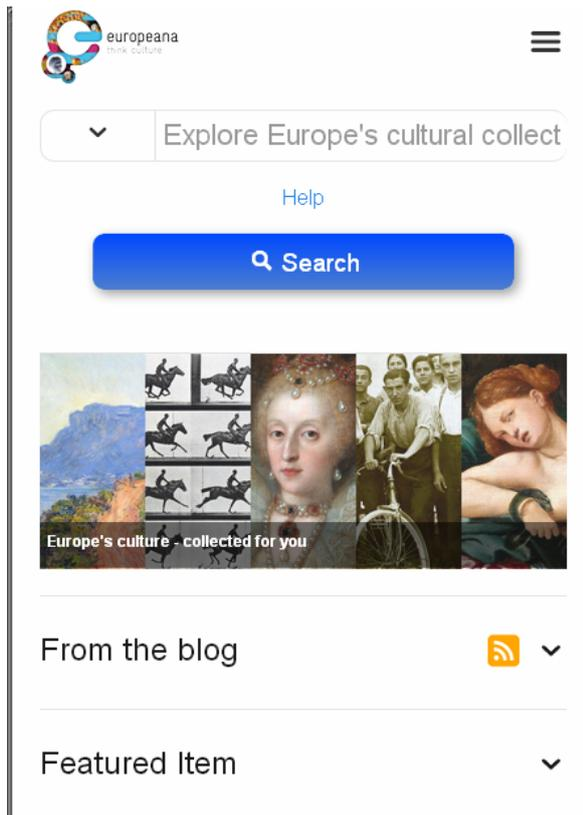 europeana
think culture
Explore Europe's cultural collect
Help
Search
Europe's culture - collected for you
From the blog
Featured Item